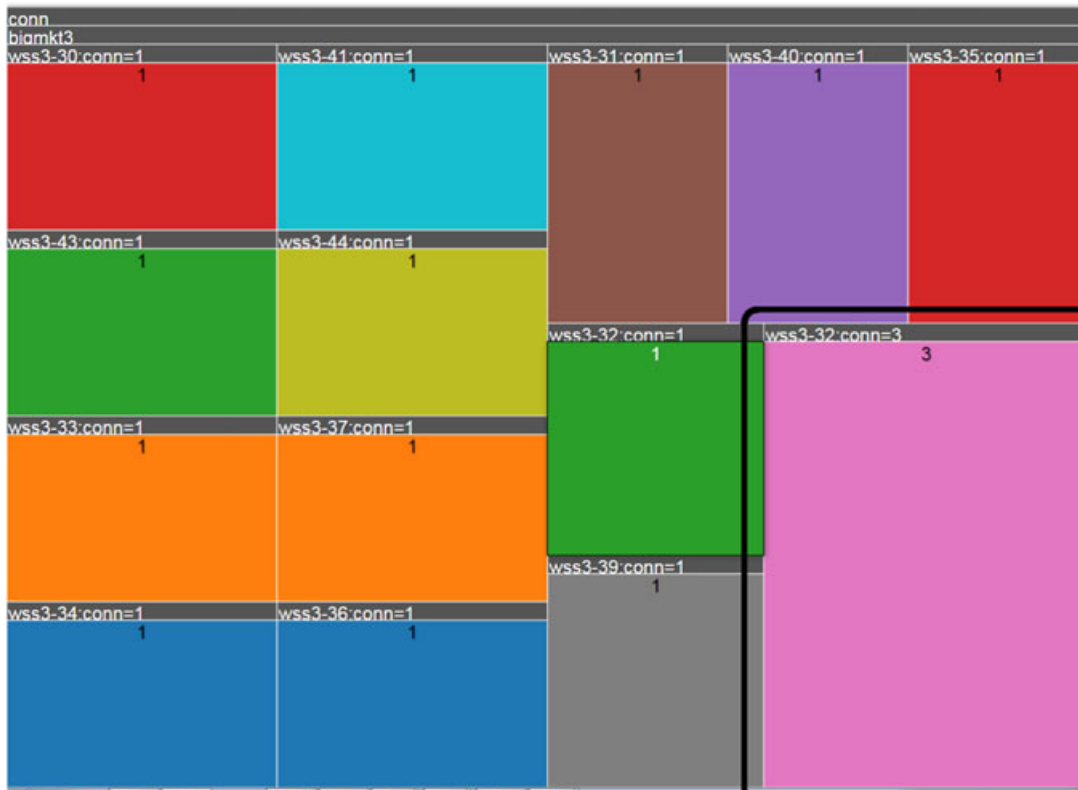 conn
bigmkt3
wss3-30:conn=1 wss3-41:conn=1 wss3-31:conn=1 wss3-40:conn=1 wss3-35:conn=1
1 1 1 1 1
wss3-43:conn=1 wss3-44:conn=1
1 1
wss3-32:conn=1 wss3-32:conn=3
1 3
wss3-33:conn=1 wss3-37:conn=1
1 1
wss3-39:conn=1
1
wss3-34:conn=1 wss3-36:conn=1
1 1